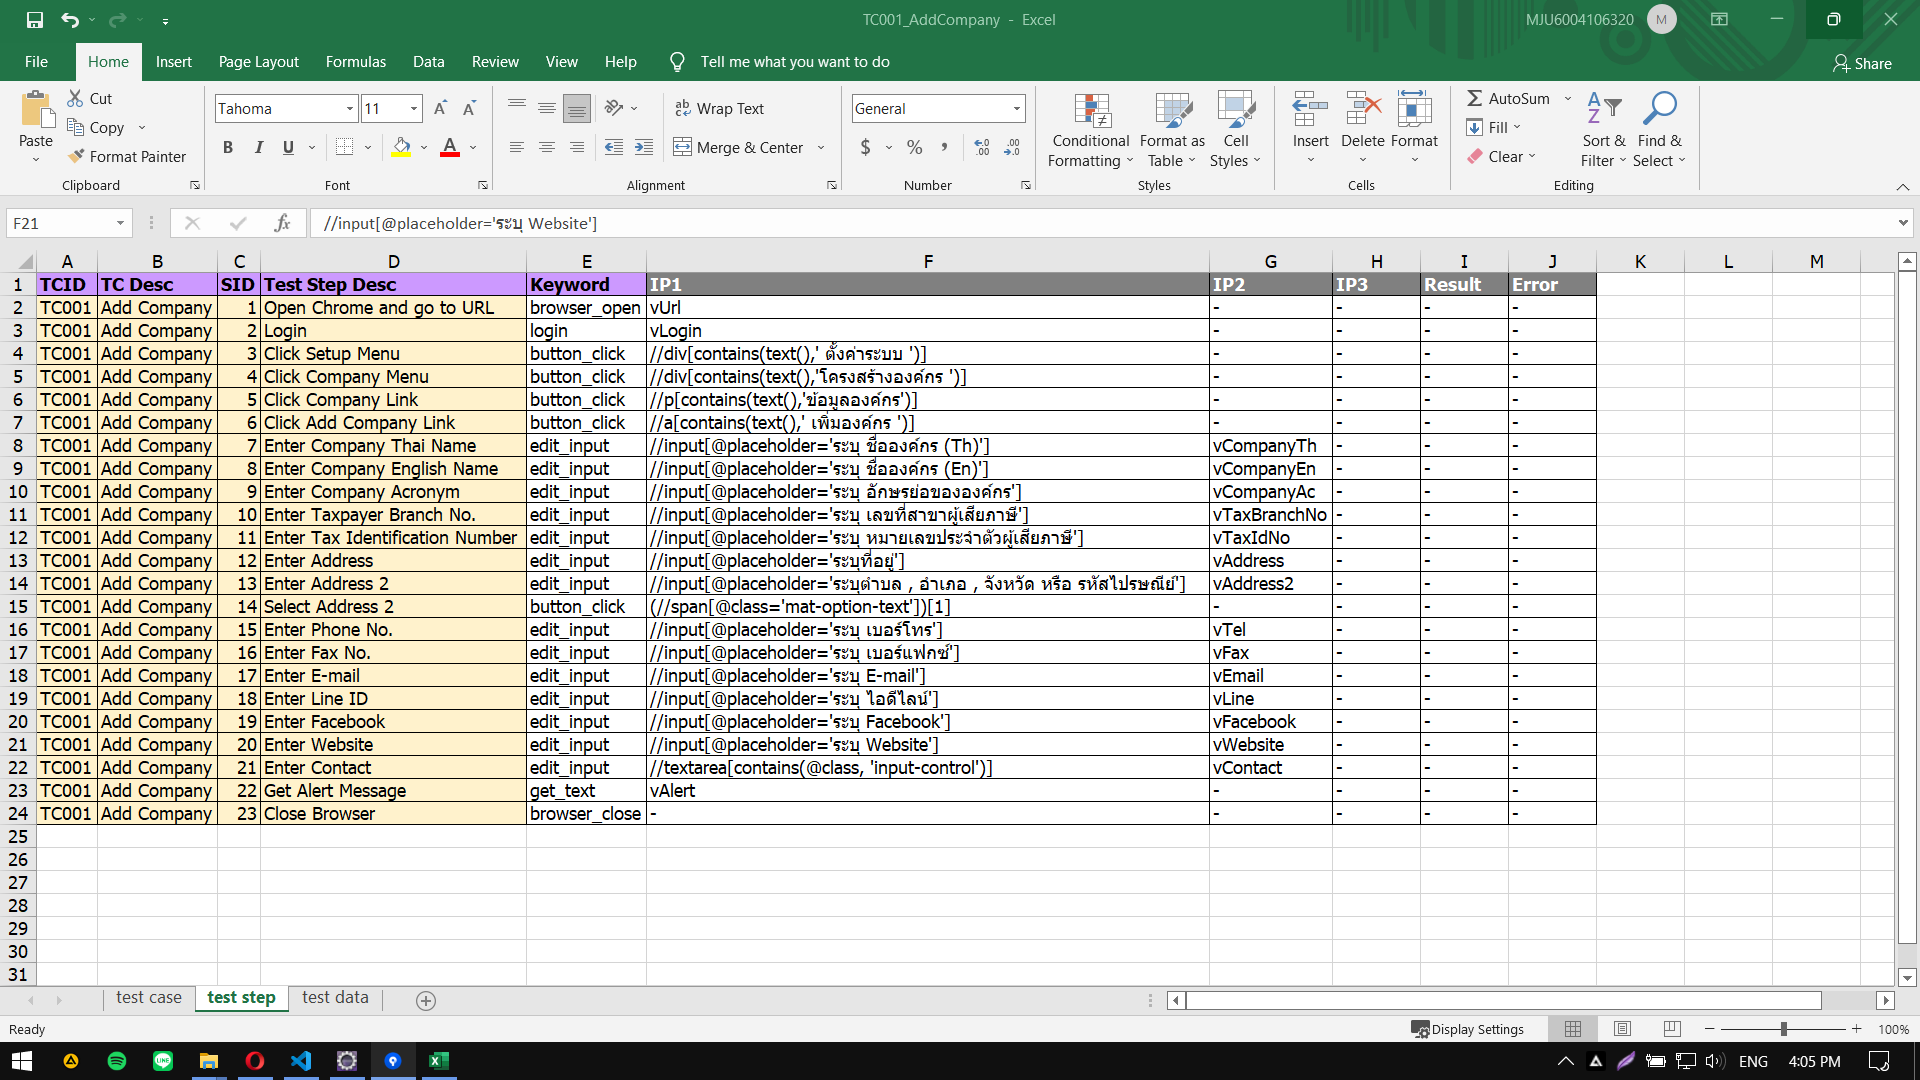 TC001_AddCompany - Excel
MJU6004106320
M
File Home Insert Page Layout Formulas Data Review View Help Tell me what you want to do
Share
Paste
Cut
Copy
Format Painter
Clipboard
Tahoma 11
B I U
Font
Wrap Text
Merge & Center
Alignment
General
$ % ,
Number
Conditional Formatting
Format as Table
Cell Styles
Styles
Insert Delete Format
Cells
AutoSum
Fill
Clear
Sort & Filter
Find & Select
Editing
F21 fx //input[@placeholder='ระบุ Website']
A B C D E F G H I J K L M
1 TCID TC Desc SID Test Step Desc Keyword IP1 IP2 IP3 Result Error
2 TC001 Add Company 1 Open Chrome and go to URL browser_open vUrl - - - -
3 TC001 Add Company 2 Login login vLogin - - - -
4 TC001 Add Company 3 Click Setup Menu button_click //div[contains(text(),' ตั้งค่าระบบ ')] - - - -
5 TC001 Add Company 4 Click Company Menu button_click //div[contains(text(),'โครงสร้างองค์กร ')] - - - -
6 TC001 Add Company 5 Click Company Link button_click //p[contains(text(),'ข้อมูลองค์กร')] - - - -
7 TC001 Add Company 6 Click Add Company Link button_click //a[contains(text(),' เพิ่มองค์กร ')] - - - -
8 TC001 Add Company 7 Enter Company Thai Name edit_input //input[@placeholder='ระบุ ชื่อองค์กร (Th)'] vCompanyTh - - -
9 TC001 Add Company 8 Enter Company English Name edit_input //input[@placeholder='ระบุ ชื่อองค์กร (En)'] vCompanyEn - - -
10 TC001 Add Company 9 Enter Company Acronym edit_input //input[@placeholder='ระบุ อักษรย่อขององค์กร'] vCompanyAc - - -
11 TC001 Add Company 10 Enter Taxpayer Branch No. edit_input //input[@placeholder='ระบุ เลขที่สาขาผู้เสียภาษี'] vTaxBranchNo - - -
12 TC001 Add Company 11 Enter Tax Identification Number edit_input //input[@placeholder='ระบุ หมายเลขประจำตัวผู้เสียภาษี'] vTaxIdNo - - -
13 TC001 Add Company 12 Enter Address edit_input //input[@placeholder='ระบุที่อยู่'] vAddress - - -
14 TC001 Add Company 13 Enter Address 2 edit_input //input[@placeholder='ระบุตำบล , อำเภอ , จังหวัด หรือ รหัสไปรษณีย์'] vAddress2 - - -
15 TC001 Add Company 14 Select Address 2 button_click (//span[@class='mat-option-text'])[1] - - - -
16 TC001 Add Company 15 Enter Phone No. edit_input //input[@placeholder='ระบุ เบอร์โทร'] vTel - - -
17 TC001 Add Company 16 Enter Fax No. edit_input //input[@placeholder='ระบุ เบอร์แฟกซ์'] vFax - - -
18 TC001 Add Company 17 Enter E-mail edit_input //input[@placeholder='ระบุ E-mail'] vEmail - - -
19 TC001 Add Company 18 Enter Line ID edit_input //input[@placeholder='ระบุ ไอดีไลน์'] vLine - - -
20 TC001 Add Company 19 Enter Facebook edit_input //input[@placeholder='ระบุ Facebook'] vFacebook - - -
21 TC001 Add Company 20 Enter Website edit_input //input[@placeholder='ระบุ Website'] vWebsite - - -
22 TC001 Add Company 21 Enter Contact edit_input //textarea[contains(@class, 'input-control')] vContact - - -
23 TC001 Add Company 22 Get Alert Message get_text vAlert - - - -
24 TC001 Add Company 23 Close Browser browser_close - - - - -
25
26
27
28
29
30
31
test case test step test data
Ready
Display Settings
100%
ENG 4:05 PM